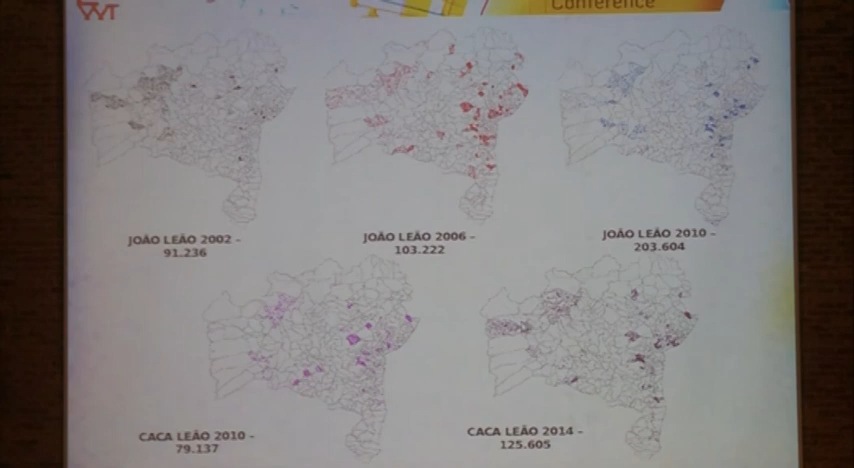 Conference
JOÃO LEÃO 2002 –
91.236
JOÃO LEÃO 2006 –
103.222
JOÃO LEÃO 2010 –
203.604
CACA LEÃO 2010 –
79.137
CACA LEÃO 2014 –
125.605